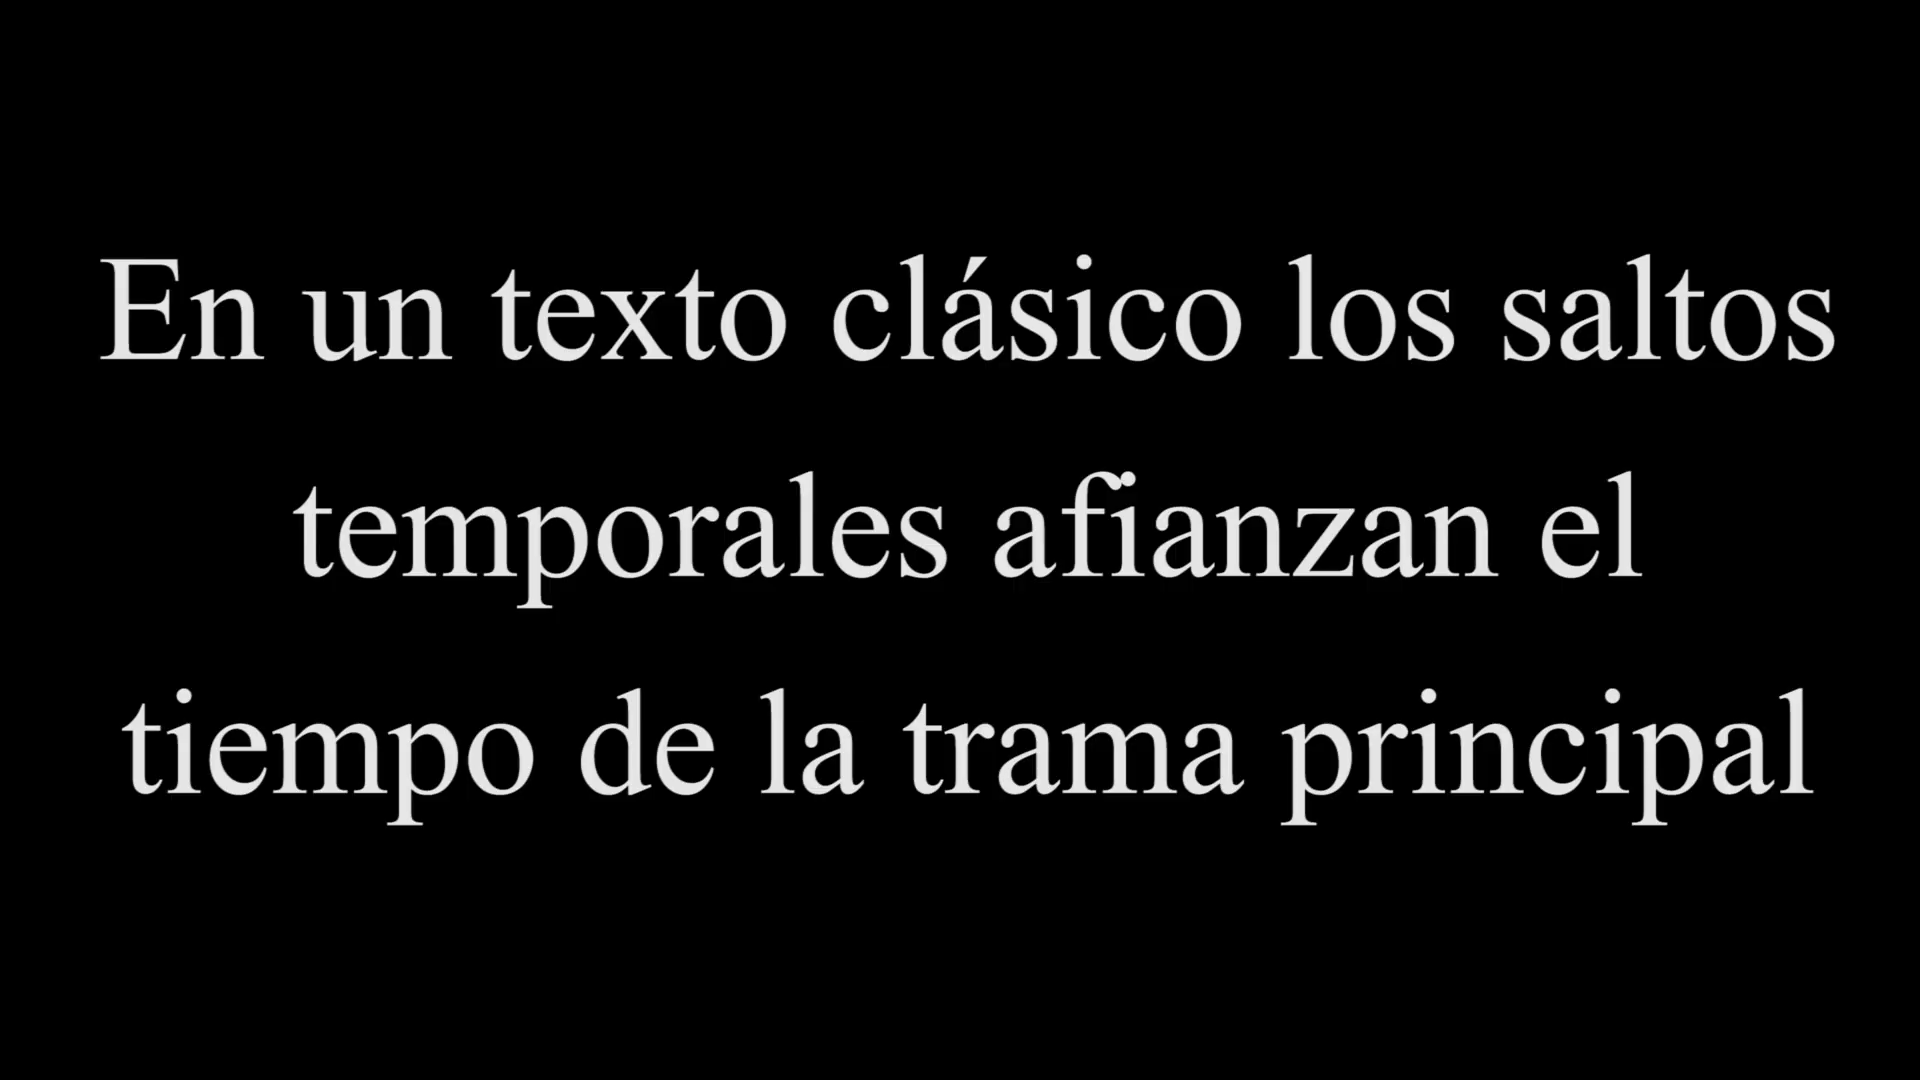 En un texto clásico los saltos
temporales afianzan el
tiempo de la trama principal